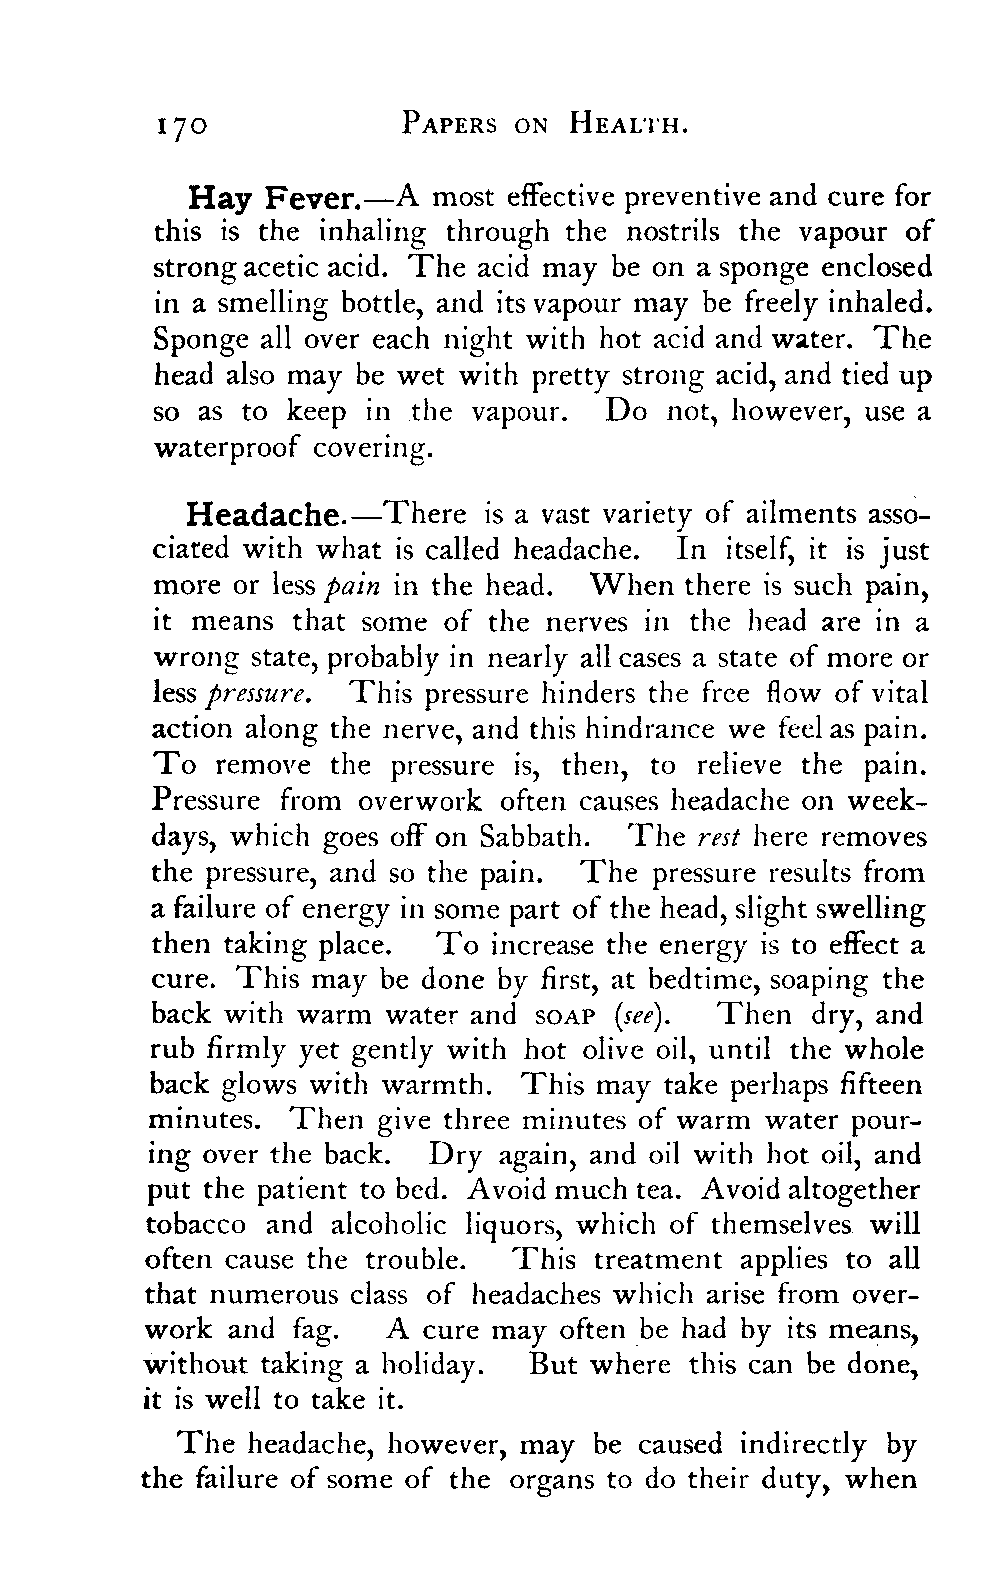 170 PAPERS ON HEALTH.
Hay Fever.—A most effective preventive and cure for
this is the inhaling through the nostrils the vapour of
strong acetic acid. The acid may be on a sponge enclosed
in a smelling bottle, and its vapour may be freely inhaled.
Sponge all over each night with hot acid and water. The
head also may be wet with pretty strong acid, and tied up
so as to keep in the vapour. Do not, however, use a
waterproof covering.
Headache.—There is a vast variety of ailments asso-
ciated with what is called headache. In itself, it is just
more or less pain in the head. When there is such pain,
it means that some of the nerves in the head are in a
wrong state, probably in nearly all cases a state of more or
less pressure. This pressure hinders the free flow of vital
action along the nerve, and this hindrance we feel as pain.
To remove the pressure is, then, to relieve the pain.
Pressure from overwork often causes headache on week-
days, which goes off on Sabbath. The rest here removes
the pressure, and so the pain. The pressure results from
a failure of energy in some part of the head, slight swelling
then taking place. To increase the energy is to effect a
cure. This may be done by first, at bedtime, soaping the
back with warm water and SOAP (see). Then dry, and
rub firmly yet gently with hot olive oil, until the whole
back glows with warmth. This may take perhaps fifteen
minutes. Then give three minutes of warm water pour-
ing over the back. Dry again, and oil with hot oil, and
put the patient to bed. Avoid much tea. Avoid altogether
tobacco and alcoholic liquors, which of themselves will
often cause the trouble. This treatment applies to all
that numerous class of headaches which arise from over-
work and fag. A cure may often be had by its means,
without taking a holiday. But where this can be done,
it is well to take it.
The headache, however, may be caused indirectly by
the failure of some of the organs to do their duty, when